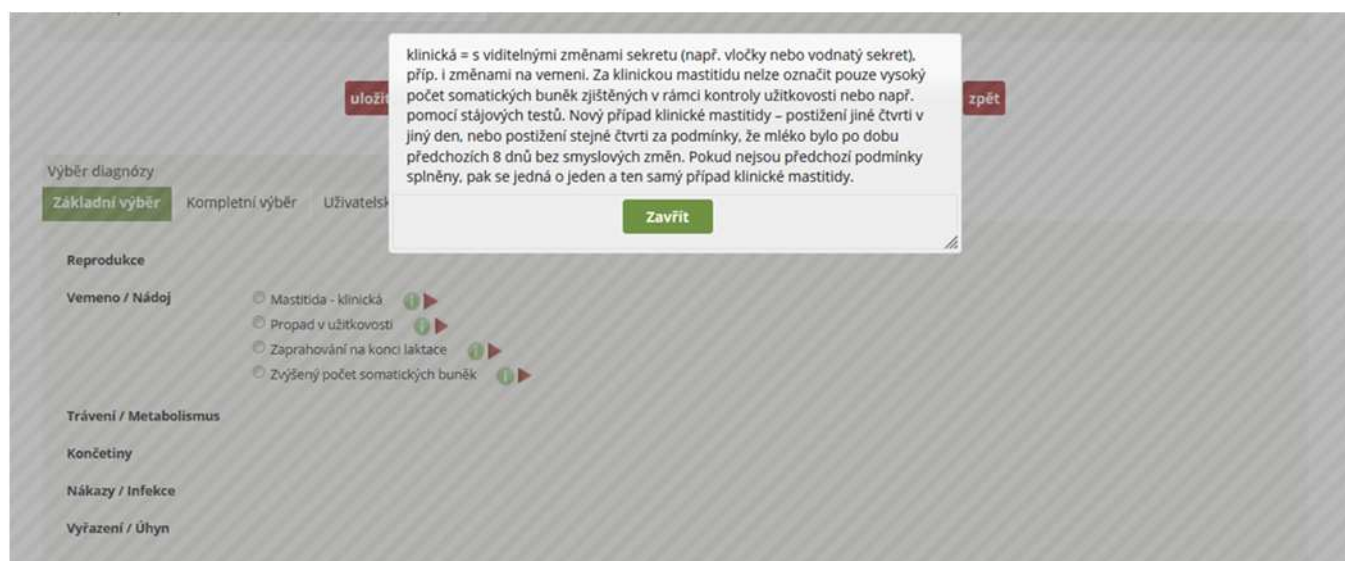 klinická = s viditelnými změnami sekretu (např. vločky nebo vodnatý sekret),
příp. i změnami na vemeni. Za klinickou mastitidu nelze označit pouze vysoký
počet somatických buněk zjištěných v rámci kontroly užitkovosti nebo např.
pomocí stájových testů. Nový případ klinické mastitidy – postižení jiné čtvrti v
jiný den, nebo postižení stejné čtvrti za podmínky, že mléko bylo po dobu
předchozích 8 dnů bez smyslových změn. Pokud nejsou předchozí podmínky
splněny, pak se jedná o jeden a ten samý případ klinické mastitidy.
Zavřít
uložit
zpět
Výběr diagnózy
Základní výběr Kompletní výběr
Reprodukce
Vemeno / Nádoj
Mastitida - klinická
Propad v užitkovosti
Zaprahování na konci laktace
Zvýšený počet somatických buněk
Trávení / Metabolismus
Končetiny
Nákazy / Infekce
Vyřazení / Úhyn